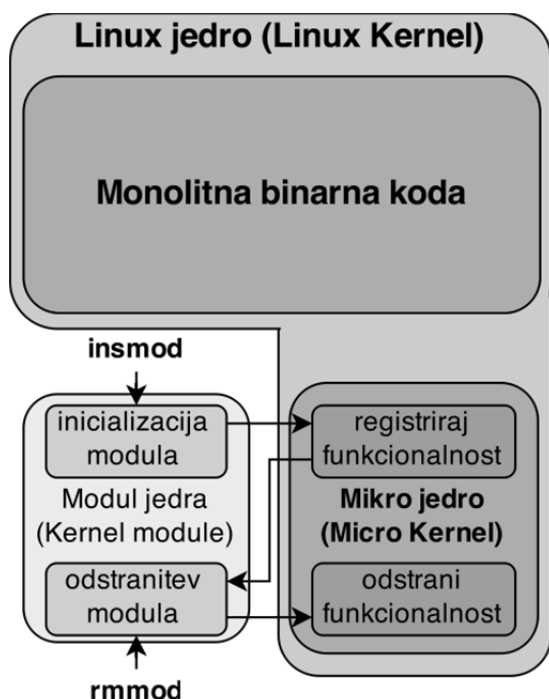 Linux jedro (Linux Kernel)
Monolitna binarna koda
insmod
inicializacija
modula
registriraj
funkcionalnost
Modul jedra
(Kernel module)
Mikro jedro
(Micro Kernel)
odstranitev
modula
odstrani
funkcionalnost
rmmod